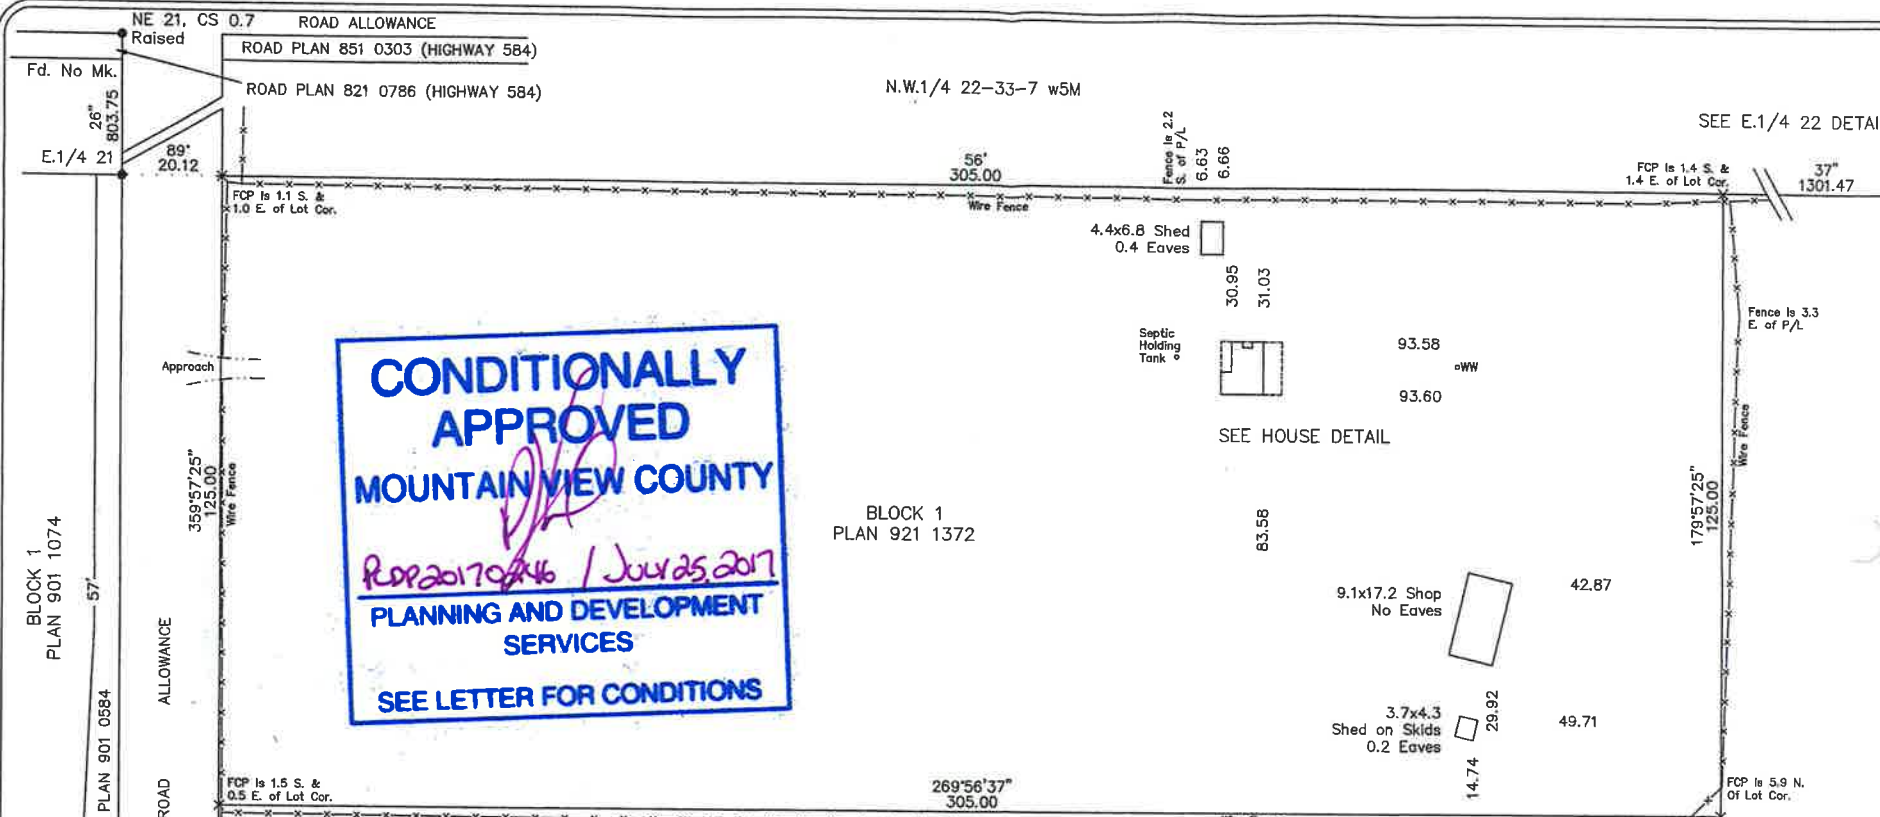 NE 21, CS 0.7
Raised
ROAD ALLOWANCE
ROAD PLAN 851 0303 (HIGHWAY 584)
Fd. No Mk.
ROAD PLAN 821 0786 (HIGHWAY 584)
N.W.1/4 22-33-7 w5M
SEE E.1/4 22 DETAI
26"
803.75
E.1/4 21
89°
20.12
Fence Is 2.2
S. of P/L
6.63
6.66
56'
305.00
FCP Is 1.4 S. &
1.4 E. of Lot Cor.
37"
1301.47
FCP Is 1.1 S. &
1.0 E. of Lot Cor.
Wire Fence
4.4x6.8 Shed
0.4 Eaves
30.95
31.03
Fence Is 3.3
E. of P/L
Septic
Holding
Tank
93.58
WW
93.60
Approach
SEE HOUSE DETAIL
CONDITIONALLY
APPROVED
MOUNTAIN VIEW COUNTY
/ July 25, 2017
PLANNING AND DEVELOPMENT
SERVICES
SEE LETTER FOR CONDITIONS
359°57'25"
125.00
Wire Fence
BLOCK 1
PLAN 921 1372
83.58
179°57'25"
125.00
Wire Fence
BLOCK 1
PLAN 901 1074
57'
9.1x17.2 Shop
No Eaves
42.87
ALLOWANCE
ROAD
PLAN 901 0584
3.7x4.3
Shed on Skids
0.2 Eaves
29.92
49.71
14.74
FCP Is 1.5 S. &
0.5 E. of Lot Cor.
269°56'37"
305.00
FCP Is 5.9 N.
Of Lot Cor.